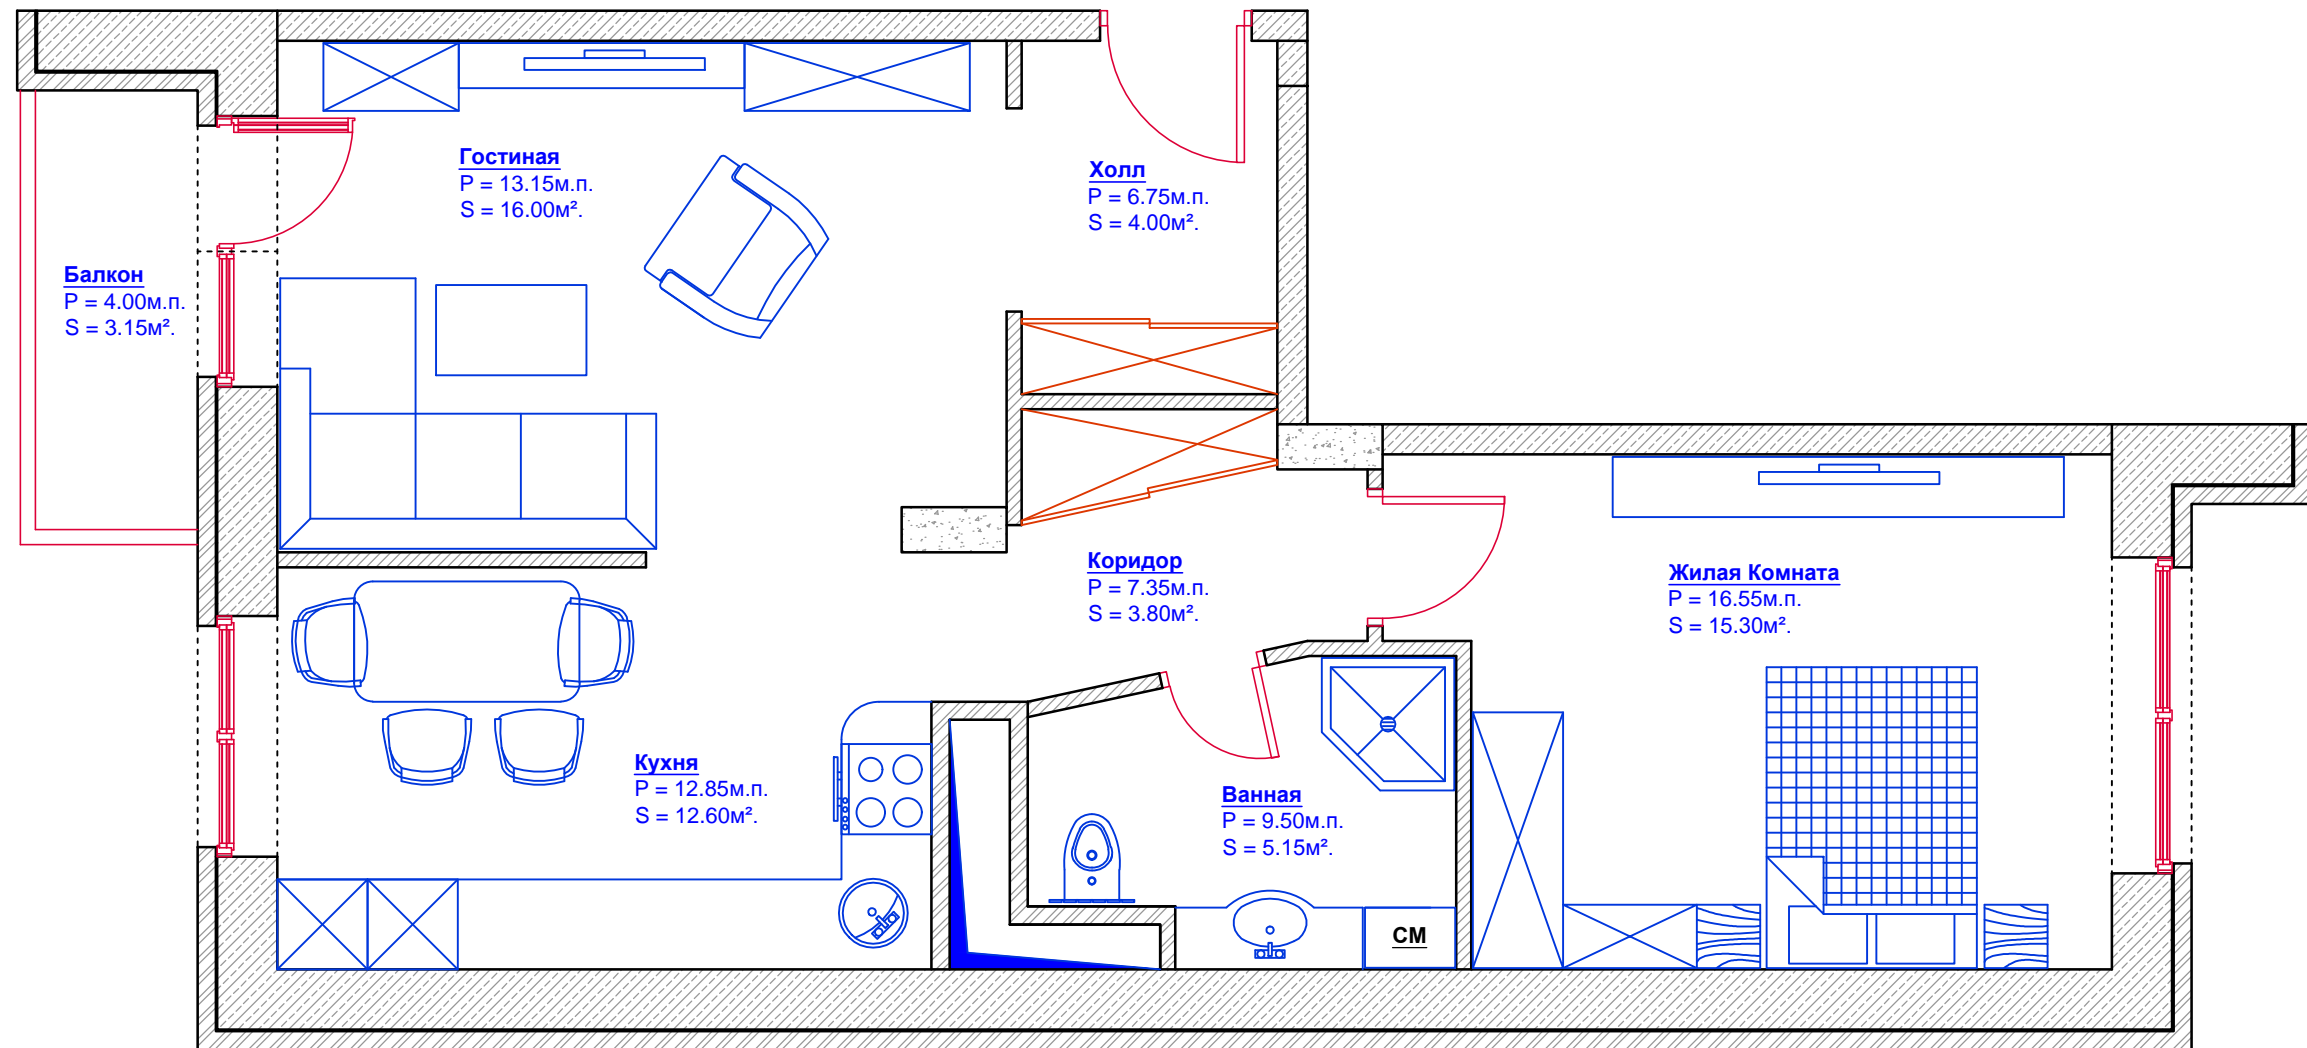 Гостиная
P = 13.15м.п.
S = 16.00м².
Холл
P = 6.75м.п.
S = 4.00м².
Балкон
P = 4.00м.п.
S = 3.15м².
Коридор
P = 7.35м.п.
S = 3.80м².
Жилая Комната
P = 16.55м.п.
S = 15.30м².
Кухня
P = 12.85м.п.
S = 12.60м².
Ванная
P = 9.50м.п.
S = 5.15м².
СМ